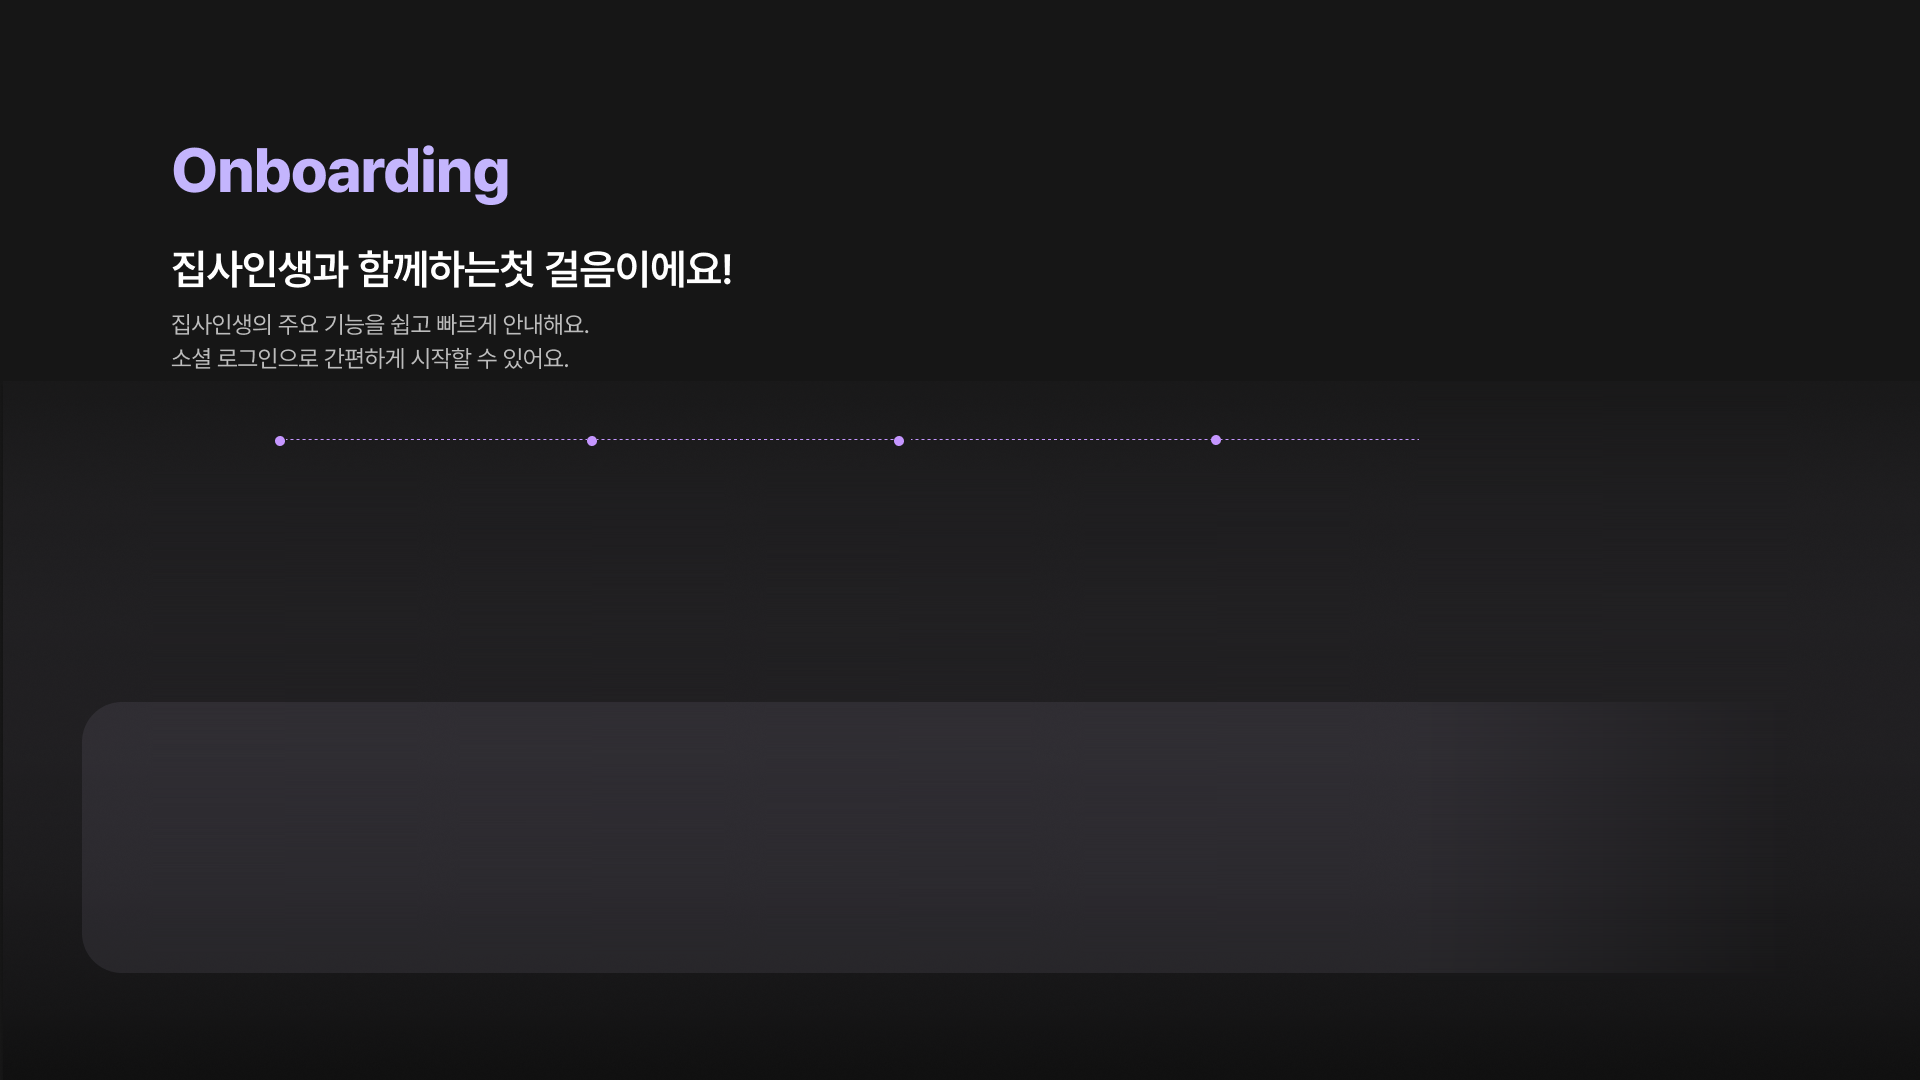 Onboarding
집사인생과 함께하는첫 걸음이에요!
집사인생의 주요 기능을 쉽고 빠르게 안내해요.
소셜 로그인으로 간편하게 시작할 수 있어요.